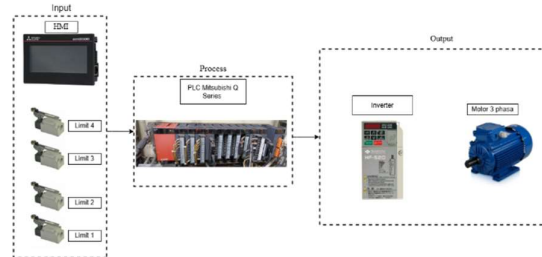 Input
HMI
Limit 4
Limit 3
Limit 2
Limit 1
Process
PLC Mitsubishi Q
Series
Output
Inverter
Motor 3 phasa